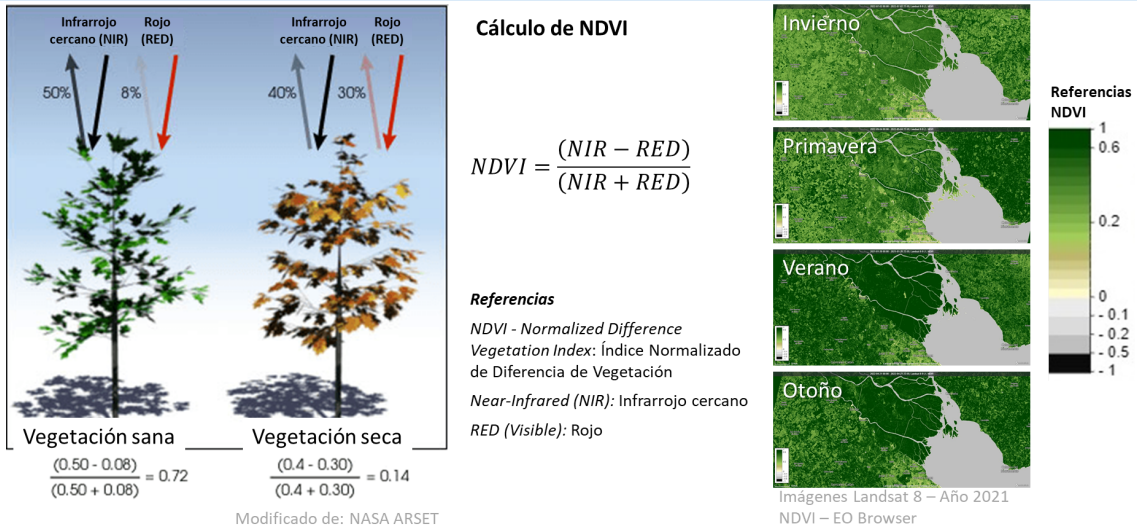 Infrarrojo
cercano (NIR)
Rojo
(RED)
50%
8%
Infrarrojo
cercano (NIR)
Rojo
(RED)
40%
30%
Vegetación sana
(0.50 - 0.08)
(0.50 + 0.08)
= 0.72
Vegetación seca
(0.4 - 0.30)
(0.4 + 0.30)
= 0.14
Modificado de: NASA ARSET
Cálculo de NDVI
NDVI = (NIR − RED)
(NIR + RED)
Referencias
NDVI - Normalized Difference
Vegetation Index: Índice Normalizado
de Diferencia de Vegetación
Near-Infrared (NIR): Infrarrojo cercano
RED (Visible): Rojo
Invierno
Primavera
Verano
Otoño
Imágenes Landsat 8 – Año 2021
NDVI – EO Browser
Referencias
NDVI
1
0.6
0.2
0
- 0.1
- 0.2
- 0.5
- 1